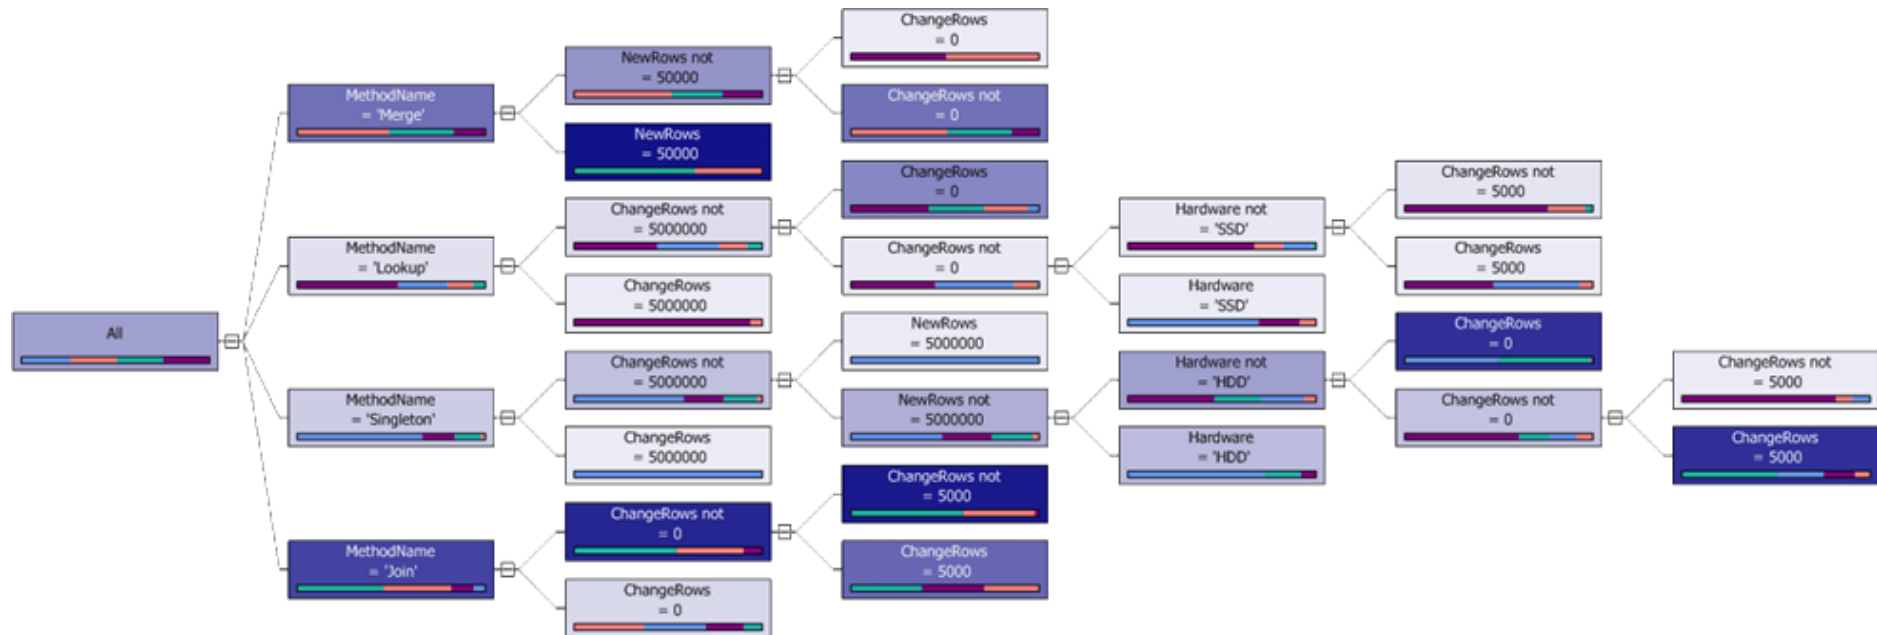 All
MethodName
= 'Merge'
MethodName
= 'Lookup'
MethodName
= 'Singleton'
MethodName
= 'Join'
NewRows not
= 50000
NewRows
= 50000
ChangeRows not
= 5000000
ChangeRows
= 5000000
ChangeRows not
= 5000000
ChangeRows
= 5000000
ChangeRows not
= 0
ChangeRows
= 0
ChangeRows
= 0
ChangeRows not
= 0
ChangeRows
= 0
ChangeRows not
= 0
NewRows
= 5000000
NewRows not
= 5000000
ChangeRows not
= 5000
ChangeRows
= 5000
Hardware not
= 'SSD'
Hardware
= 'SSD'
Hardware not
= 'HDD'
Hardware
= 'HDD'
ChangeRows not
= 5000
ChangeRows
= 5000
ChangeRows
= 0
ChangeRows not
= 0
ChangeRows not
= 5000
ChangeRows
= 5000